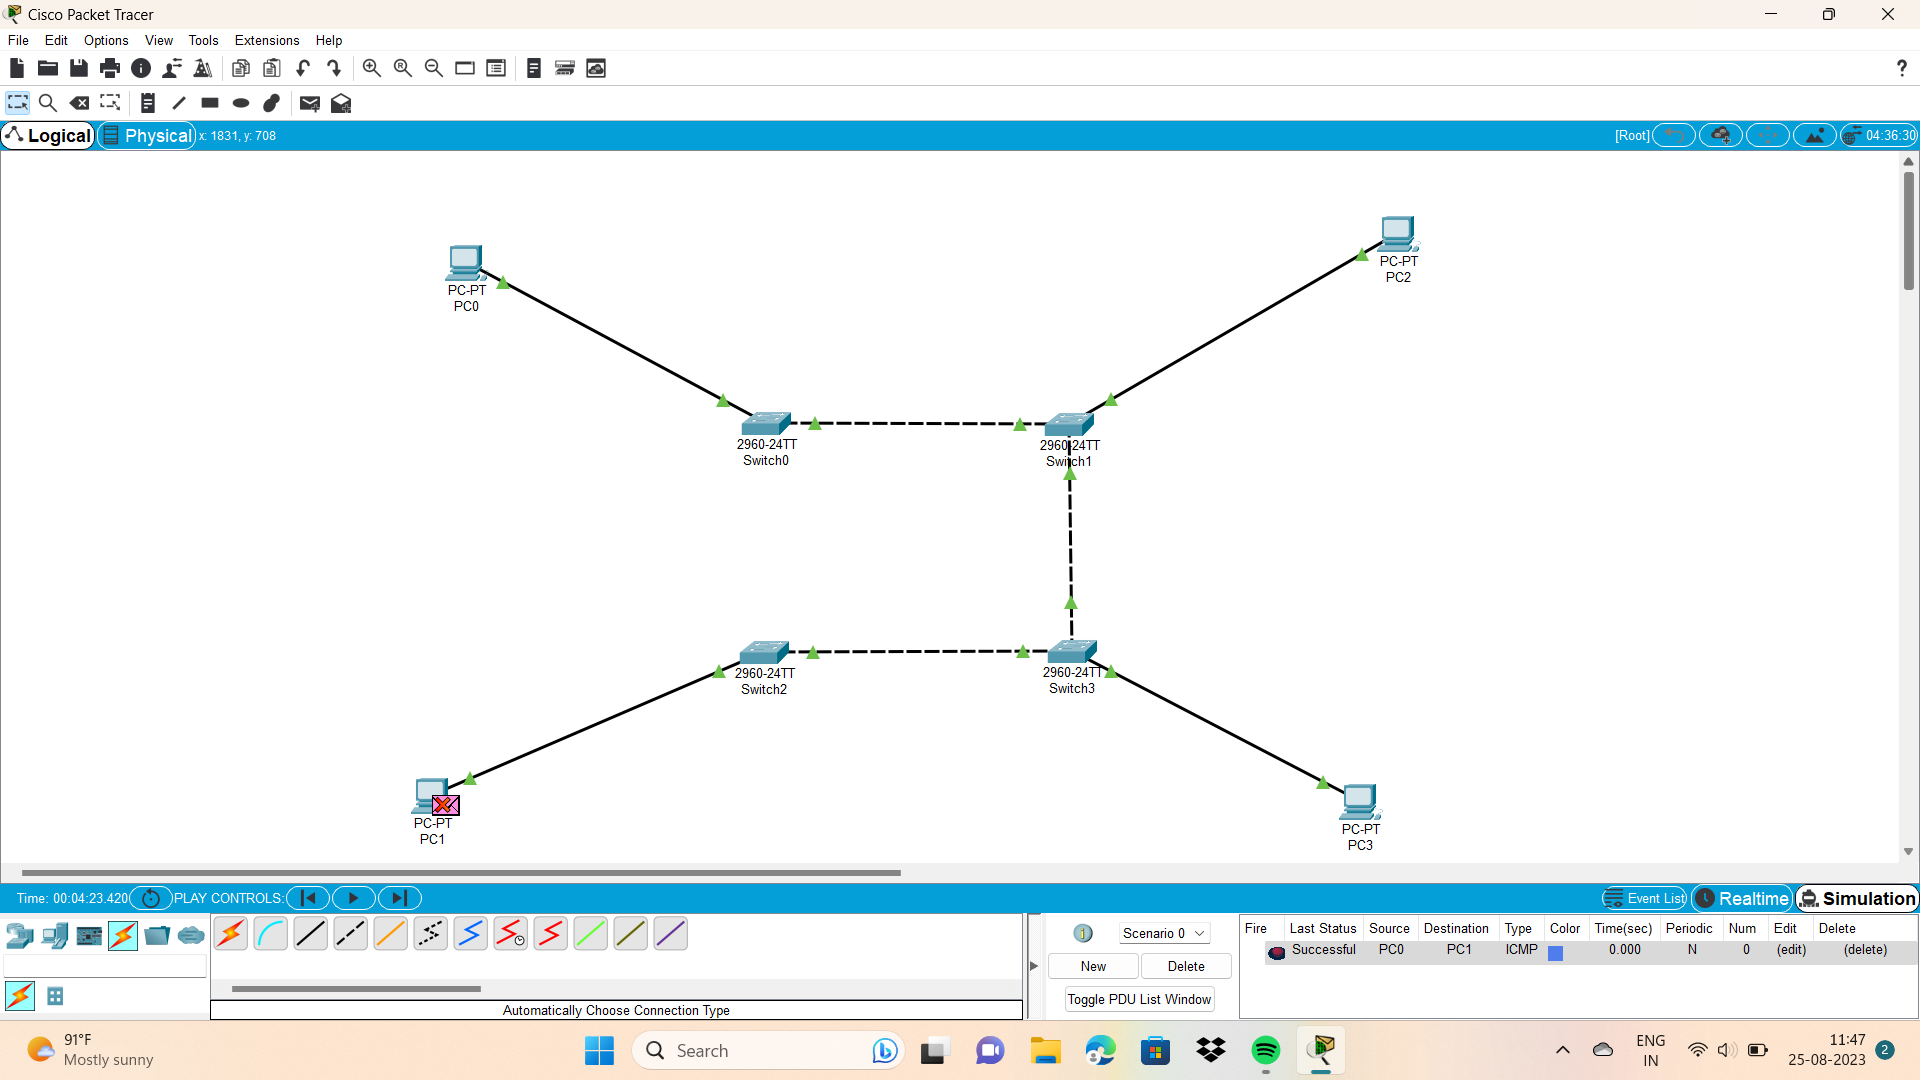 Cisco Packet Tracer
File Edit Options View Tools Extensions Help
Logical Physical x: 1831, y: 708 [Root] 04:36:30
PC-PT
PC0
PC-PT
PC2
2960-24TT
Switch0
2960-24TT
Switch1
2960-24TT
Switch2
2960-24TT
Switch3
PC-PT
PC1
PC-PT
PC3
Time: 00:04:23.420 PLAY CONTROLS: Event List Realtime Simulation
Scenario 0
New Delete
Toggle PDU List Window
Fire Last Status Source Destination Type Color Time(sec) Periodic Num Edit Delete
Successful PC0 PC1 ICMP 0.000 N 0 (edit) (delete)
Automatically Choose Connection Type
91°F
Mostly sunny
Search
ENG
IN
11:47
25-08-2023
2